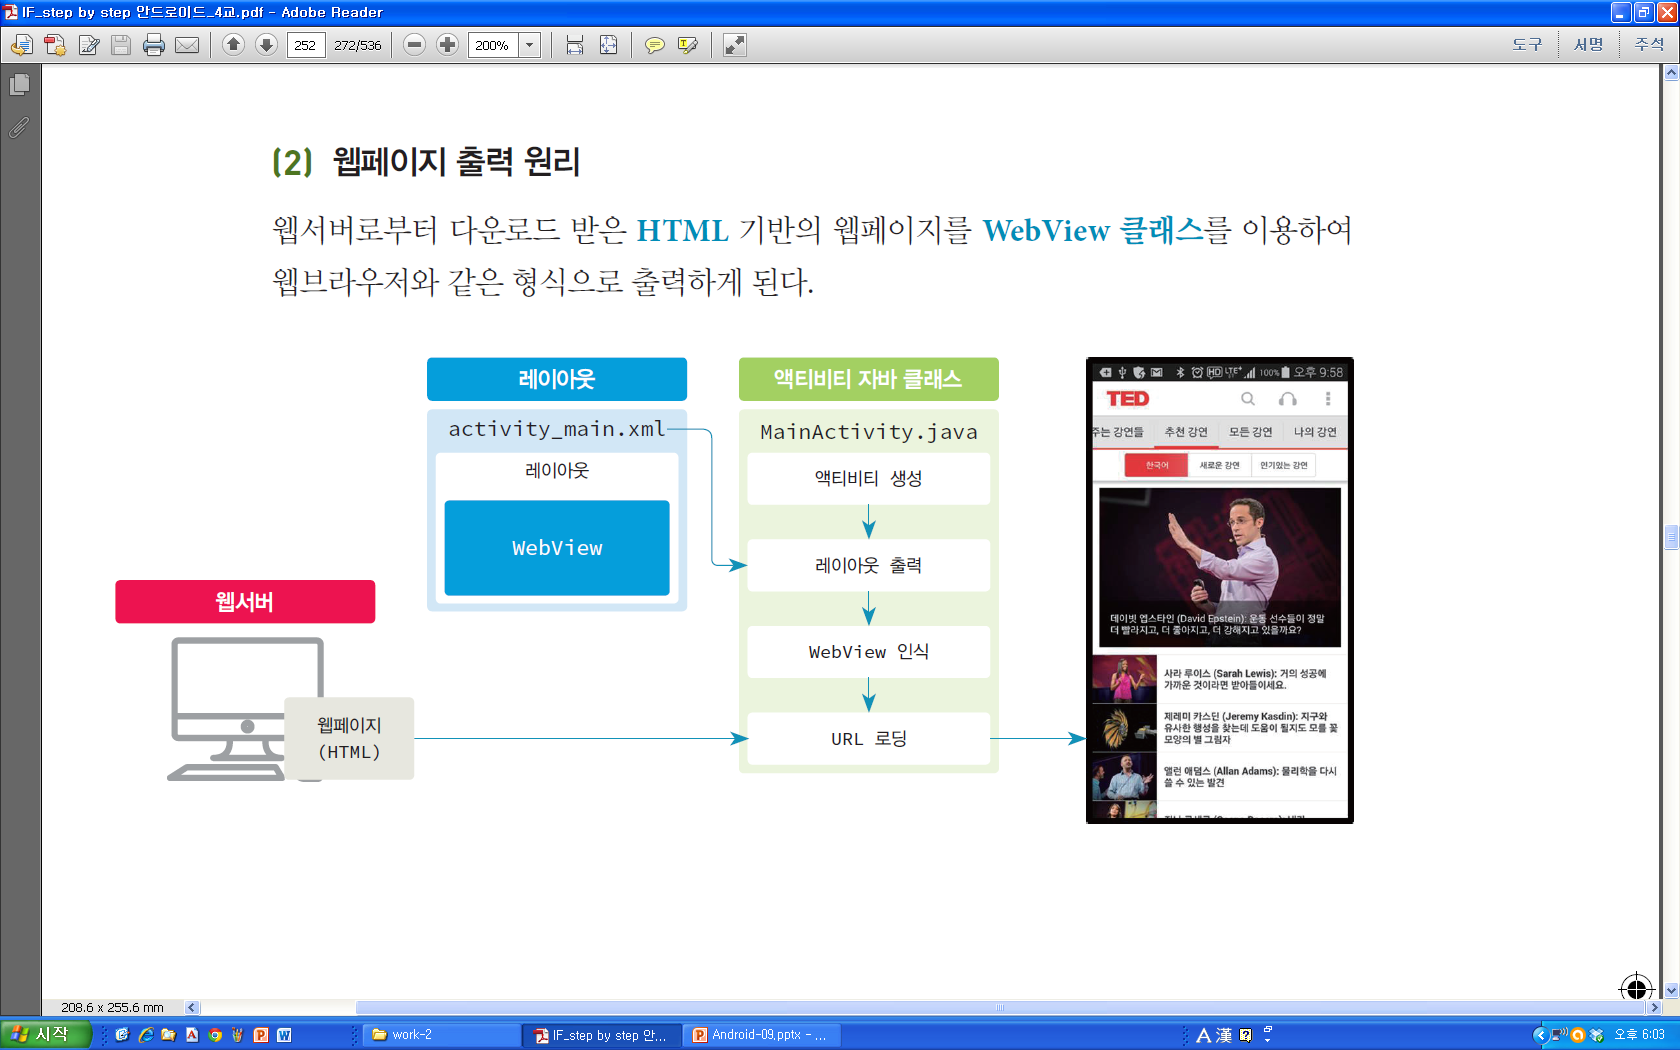 IF_step by step 안드로이드_4교.pdf - Adobe Reader
252
272/536
200%
도구
서명
주석
(2) 웹페이지 출력 원리
웹서버로부터 다운로드 받은 HTML 기반의 웹페이지를 WebView 클래스를 이용하여
웹브라우저와 같은 형식으로 출력하게 된다.
레이아웃
activity_main.xml
레이아웃
WebView
액티비티 자바 클래스
MainActivity.java
액티비티 생성
레이아웃 출력
WebView 인식
URL 로딩
웹서버
웹페이지
(HTML)
HD LTE 100% 오후 9:58
TED
주는 강연들 추천 강연 모든 강연 나의 강연
한국어 새로운 강연 인기있는 강연
데이빗 엡스타인 (David Epstein): 운동 선수들이 정말
더 빨라지고, 더 좋아지고, 더 강해지고 있을까요?
사라 루이스 (Sarah Lewis): 거의 성공에
가까운 것이라면 받아들이세요.
제레미 카스딘 (Jeremy Kasdin): 지구와
유사한 행성을 찾는데 도움이 될지도 모를 꽃
모양의 별 그림자
앨런 애덤스 (Allan Adams): 물리학을 다시
쓸 수 있는 발견
208.6 x 255.6 mm
시작
work-2
IF_step by step 안...
Android-09.pptx - ...
A 漢
오후 6:03